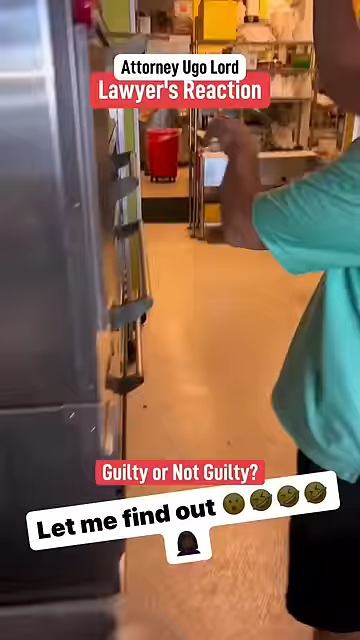 Attorney Ugo Lord
Lawyer's Reaction
Guilty or Not Guilty?
Let me find out 😮🤣🤣🤣